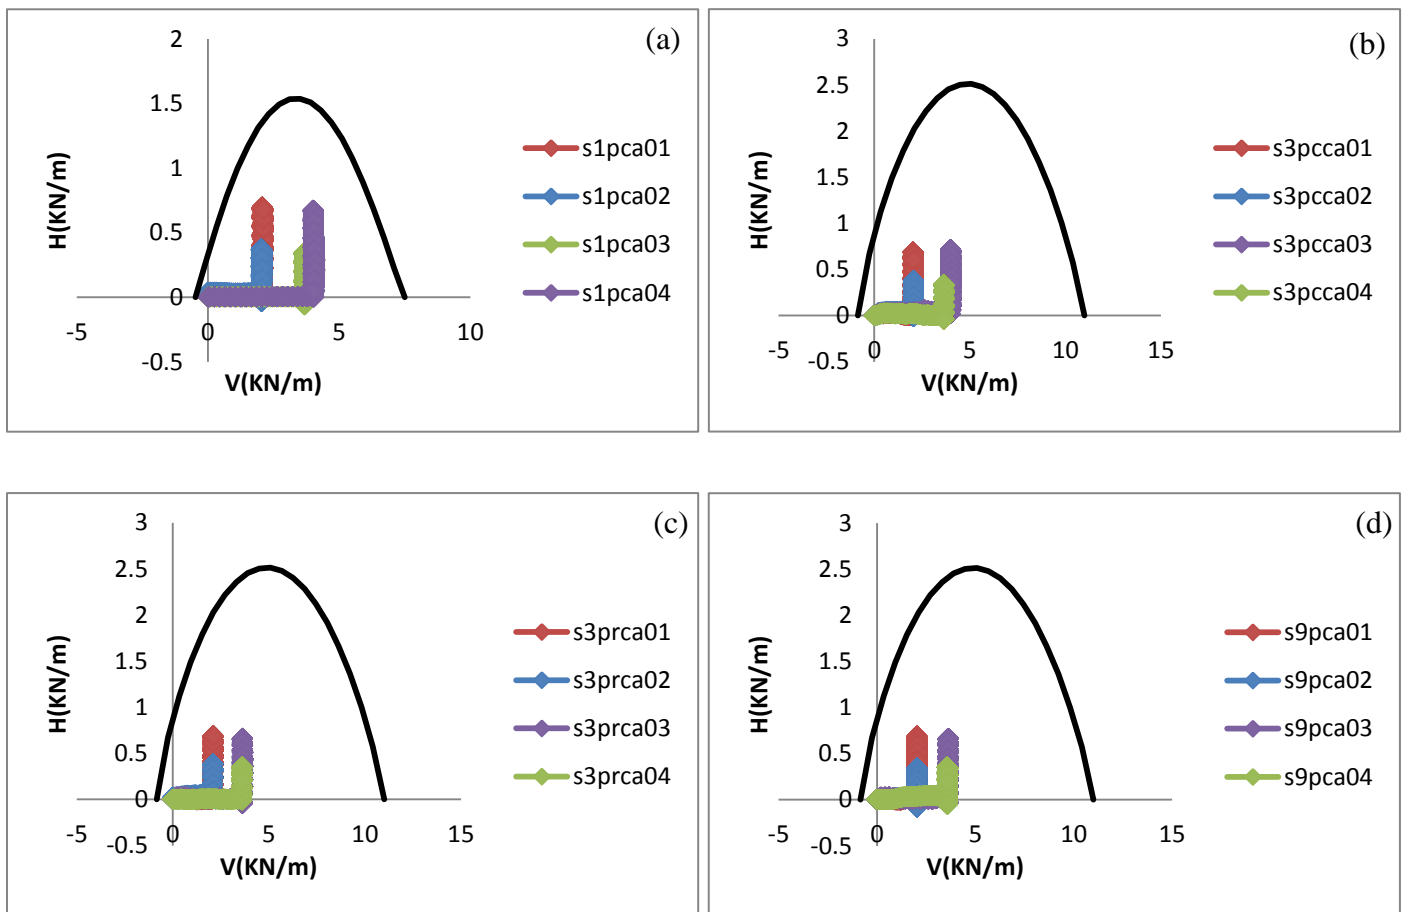 (a)
2
1.5
1
0.5
0
-0.5
-5
0
5
10
H(KN/m)
V(KN/m)
s1pca01
s1pca02
s1pca03
s1pca04
(b)
3
2.5
2
1.5
1
0.5
0
-0.5
-5
0
5
10
15
H(KN/m)
V(KN/m)
s3pcca01
s3pcca02
s3pcca03
s3pcca04
(c)
3
2.5
2
1.5
1
0.5
0
-0.5
-5
0
5
10
15
H(KN/m)
V(KN/m)
s3prca01
s3prca02
s3prca03
s3prca04
(d)
3
2.5
2
1.5
1
0.5
0
-0.5
-5
0
5
10
15
H(KN/m)
V(KN/m)
s9pca01
s9pca02
s9pca03
s9pca04